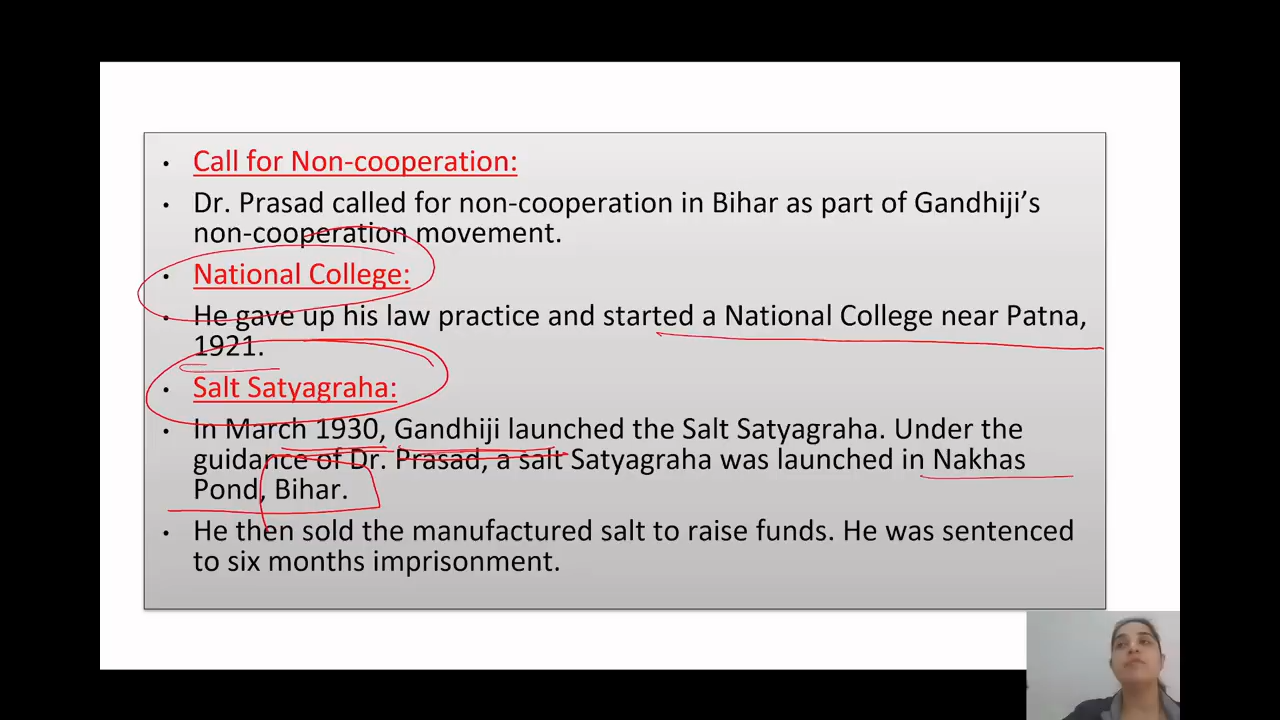 • Call for Non-cooperation:
• Dr. Prasad called for non-cooperation in Bihar as part of Gandhiji’s
non-cooperation movement.
• National College:
• He gave up his law practice and started a National College near Patna,
1921.
• Salt Satyagraha:
• In March 1930, Gandhiji launched the Salt Satyagraha. Under the
guidance of Dr. Prasad, a salt Satyagraha was launched in Nakhas
Pond, Bihar.
• He then sold the manufactured salt to raise funds. He was sentenced
to six months imprisonment.